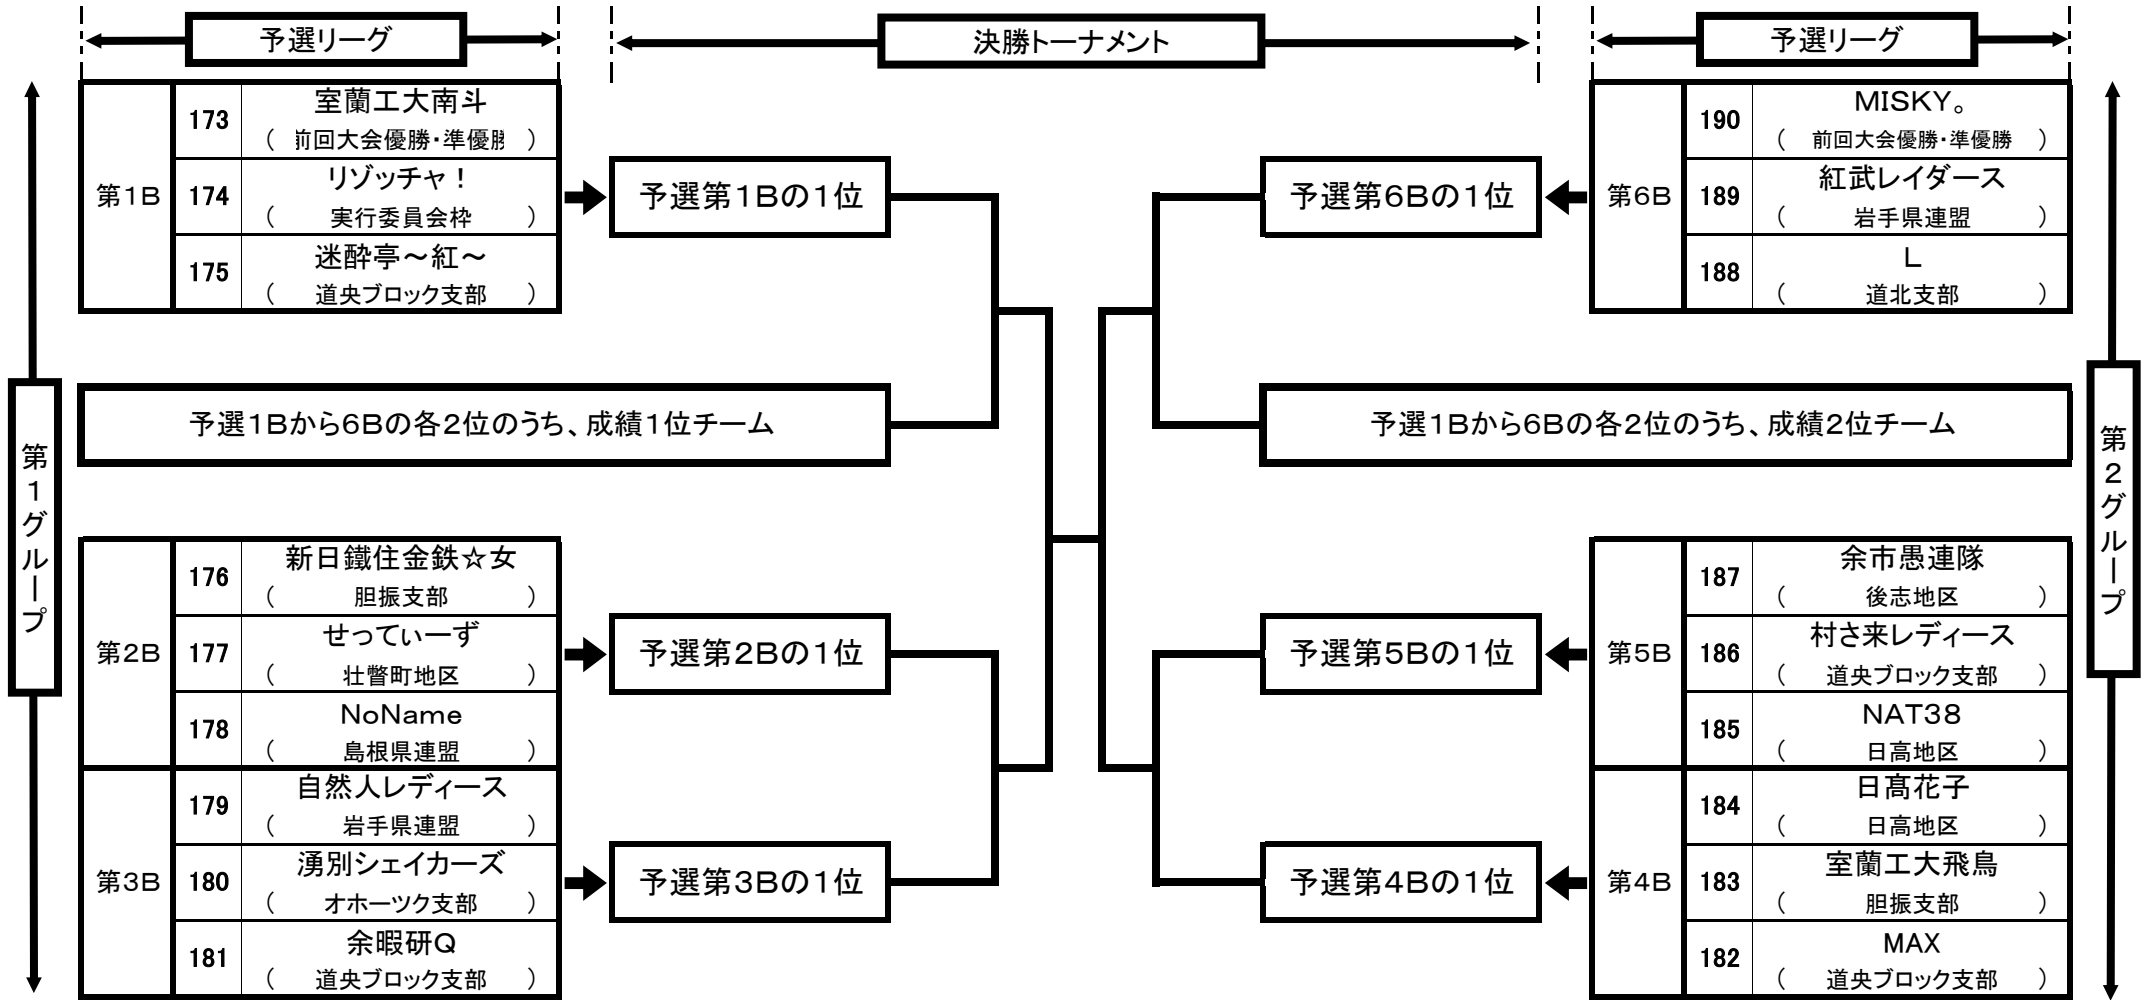 予選リーグ
決勝トーナメント
予選リーグ
第1グループ
第1B
173
室蘭工大南斗
( 前回大会優勝・準優勝 )
174
リゾッチャ！
( 実行委員会枠 )
175
迷酔亭～紅～
( 道央ブロック支部 )
予選第1Bの1位
予選1Bから6Bの各2位のうち、成績1位チーム
第2B
176
新日鐵住金鉄☆女
( 胆振支部 )
177
せってぃーず
( 壮瞥町地区 )
178
NoName
( 島根県連盟 )
予選第2Bの1位
第3B
179
自然人レディース
( 岩手県連盟 )
180
湧別シェイカーズ
( オホーツク支部 )
181
余暇研Q
( 道央ブロック支部 )
予選第3Bの1位
予選第6Bの1位
第6B
190
MISKY。
( 前回大会優勝・準優勝 )
189
紅武レイダース
( 岩手県連盟 )
188
L
( 道北支部 )
予選1Bから6Bの各2位のうち、成績2位チーム
予選第5Bの1位
第5B
187
余市愚連隊
( 後志地区 )
186
村さ来レディース
( 道央ブロック支部 )
185
NAT38
( 日高地区 )
予選第4Bの1位
第4B
184
日髙花子
( 日高地区 )
183
室蘭工大飛鳥
( 胆振支部 )
182
MAX
( 道央ブロック支部 )
第2グループ